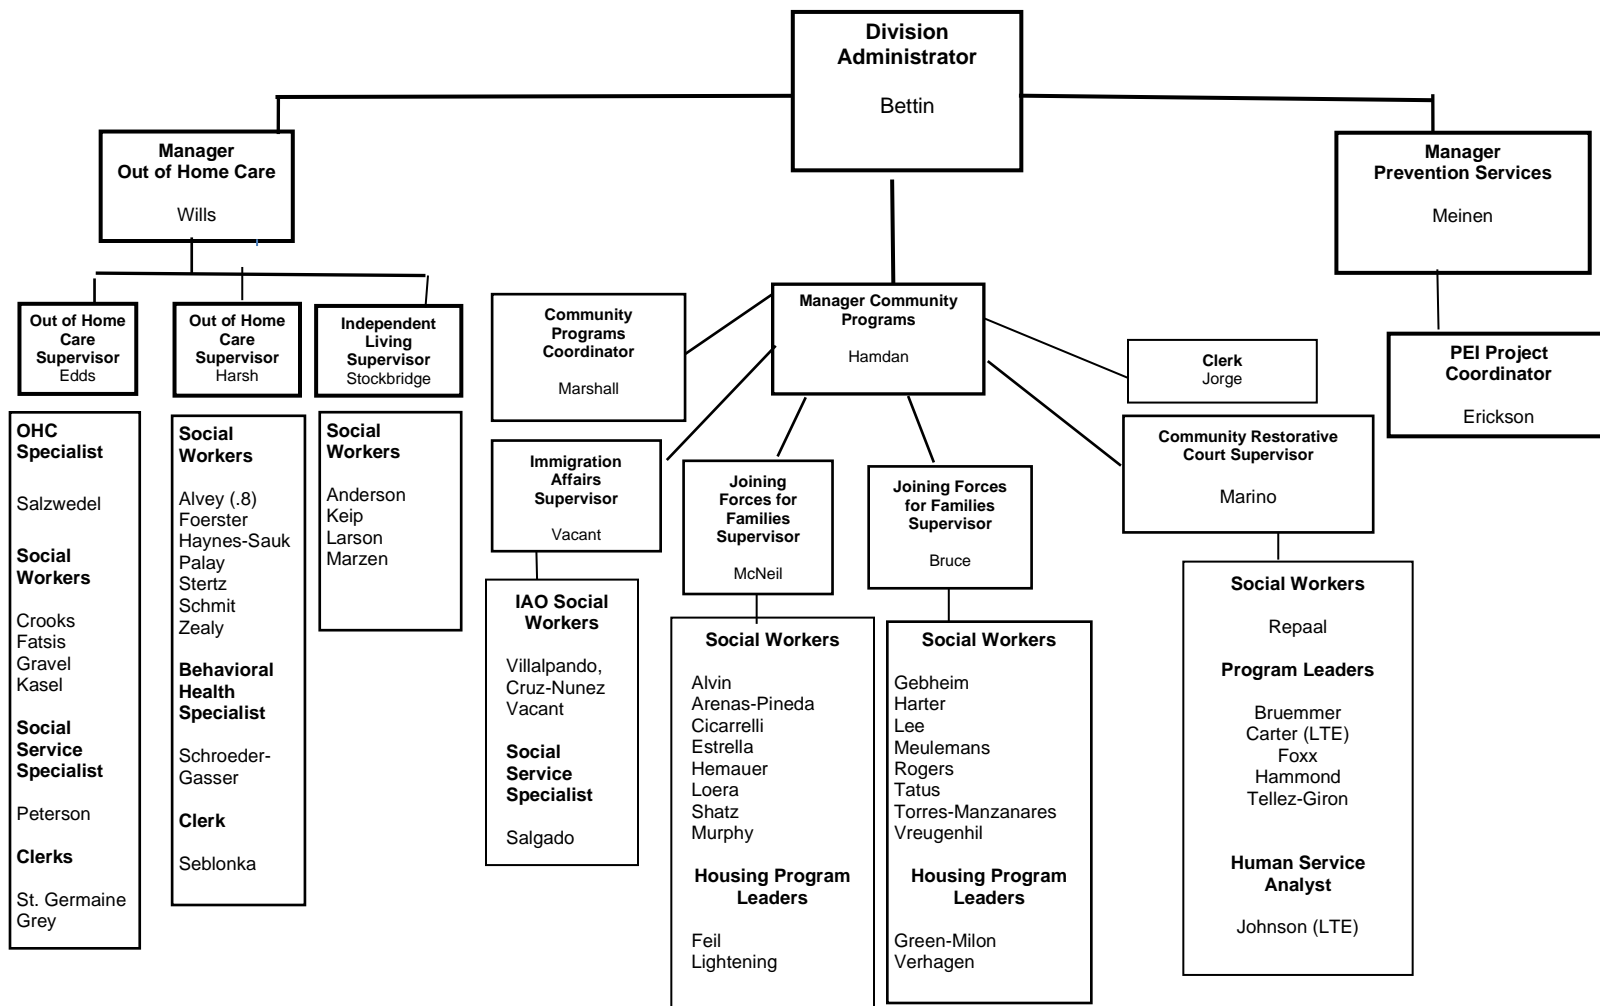 Division
Administrator
Bettin
Manager
Out of Home Care
Wills
Manager
Prevention Services
Meinen
Out of Home
Care
Supervisor
Edds
Out of Home
Care
Supervisor
Harsh
Independent
Living
Supervisor
Stockbridge
Community
Programs
Coordinator
Marshall
Manager Community
Programs
Hamdan
Clerk
Jorge
PEI Project
Coordinator
Erickson
OHC
Specialist
Salzwedel
Social
Workers
Crooks
Fatsis
Gravel
Kasel
Social
Service
Specialist
Peterson
Clerks
St. Germaine
Grey
Social
Workers
Alvey (.8)
Foerster
Haynes-Sauk
Palay
Stertz
Schmit
Zealy
Behavioral
Health
Specialist
Schroeder-
Gasser
Clerk
Seblonka
Social
Workers
Anderson
Keip
Larson
Marzen
Immigration
Affairs
Supervisor
Vacant
Joining
Forces for
Families
Supervisor
McNeil
Joining Forces
for Families
Supervisor
Bruce
Community Restorative
Court Supervisor
Marino
IAO Social
Workers
Villalpando,
Cruz-Nunez
Vacant
Social
Service
Specialist
Salgado
Social Workers
Alvin
Arenas-Pineda
Cicarrelli
Estrella
Hemauer
Loera
Shatz
Murphy
Housing Program
Leaders
Feil
Lightening
Social Workers
Gebheim
Harter
Lee
Meulemans
Rogers
Tatus
Torres-Manzanares
Vreugenhil
Housing Program
Leaders
Green-Milon
Verhagen
Social Workers
Repaal
Program Leaders
Bruemmer
Carter (LTE)
Foxx
Hammond
Tellez-Giron
Human Service
Analyst
Johnson (LTE)